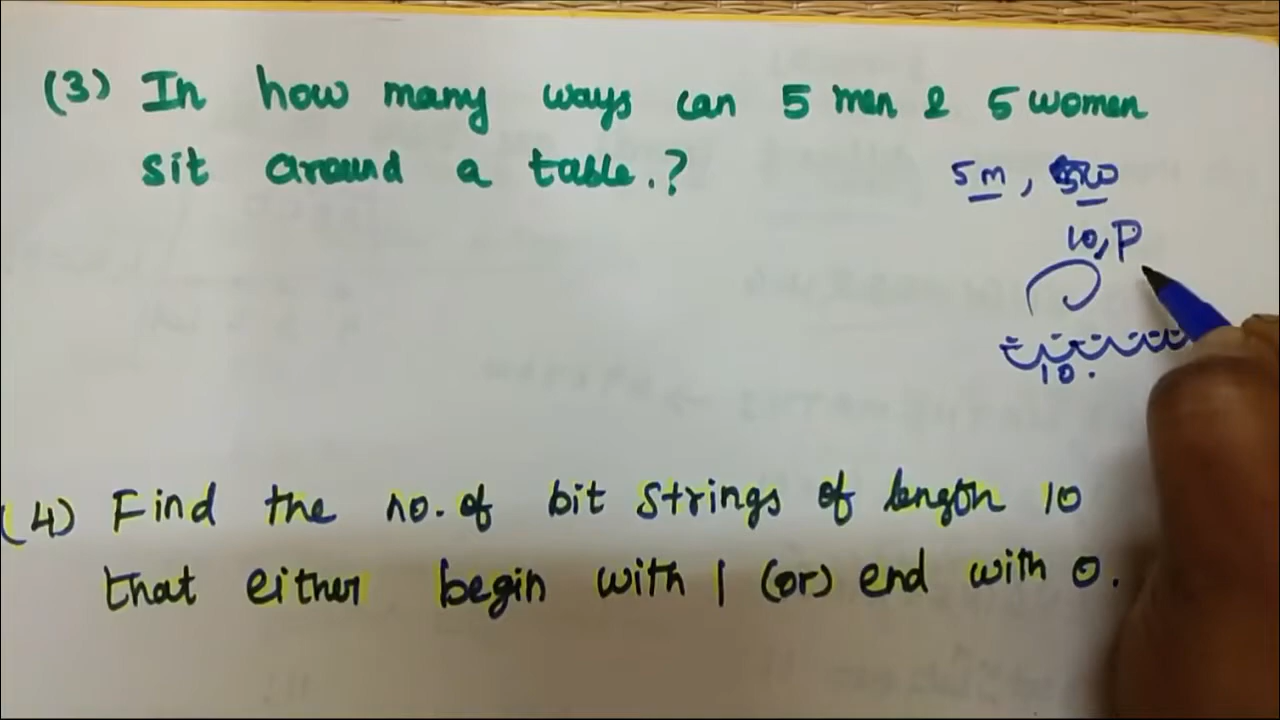 (3) In how many ways can 5 men & 5 women
sit around a table.?
5m, 5w
10, P
10.
(4) Find the no. of bit strings of length 10
that either begin with 1 (or) end with 0.